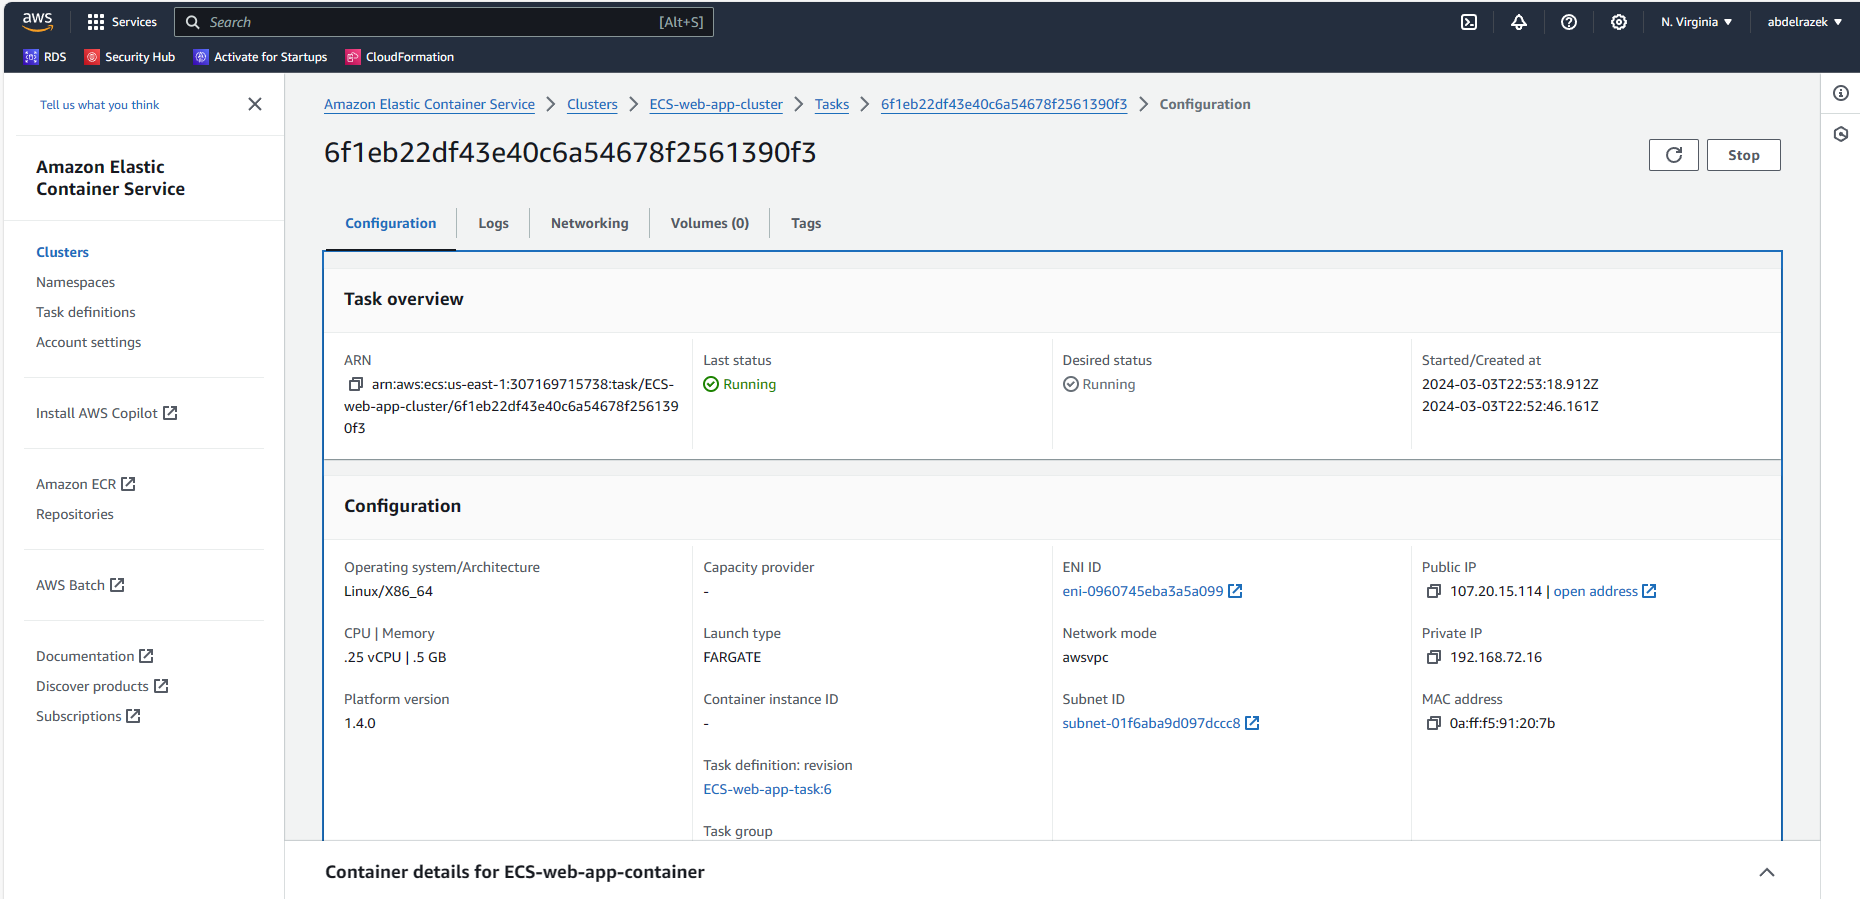 aws
Services
Search
[Alt+S]
N. Virginia
abdelrazek
RDS
Security Hub
Activate for Startups
CloudFormation
Tell us what you think
Amazon Elastic
Container Service
Clusters
Namespaces
Task definitions
Account settings
Install AWS Copilot
Amazon ECR
Repositories
AWS Batch
Documentation
Discover products
Subscriptions
Amazon Elastic Container Service > Clusters > ECS-web-app-cluster > Tasks > 6f1eb22df43e40c6a54678f2561390f3 > Configuration
6f1eb22df43e40c6a54678f2561390f3
Stop
Configuration
Logs
Networking
Volumes (0)
Tags
Task overview
ARN
arn:aws:ecs:us-east-1:307169715738:task/ECS-
web-app-cluster/6f1eb22df43e40c6a54678f256139
0f3
Last status
Running
Desired status
Running
Started/Created at
2024-03-03T22:53:18.912Z
2024-03-03T22:52:46.161Z
Configuration
Operating system/Architecture
Linux/X86_64
CPU | Memory
.25 vCPU | .5 GB
Platform version
1.4.0
Capacity provider
-
Launch type
FARGATE
Container instance ID
-
Task definition: revision
ECS-web-app-task:6
Task group
ENI ID
eni-0960745eba3a5a099
Network mode
awsvpc
Subnet ID
subnet-01f6aba9d097dccc8
Public IP
107.20.15.114 | open address
Private IP
192.168.72.16
MAC address
0a:ff:f5:91:20:7b
Container details for ECS-web-app-container